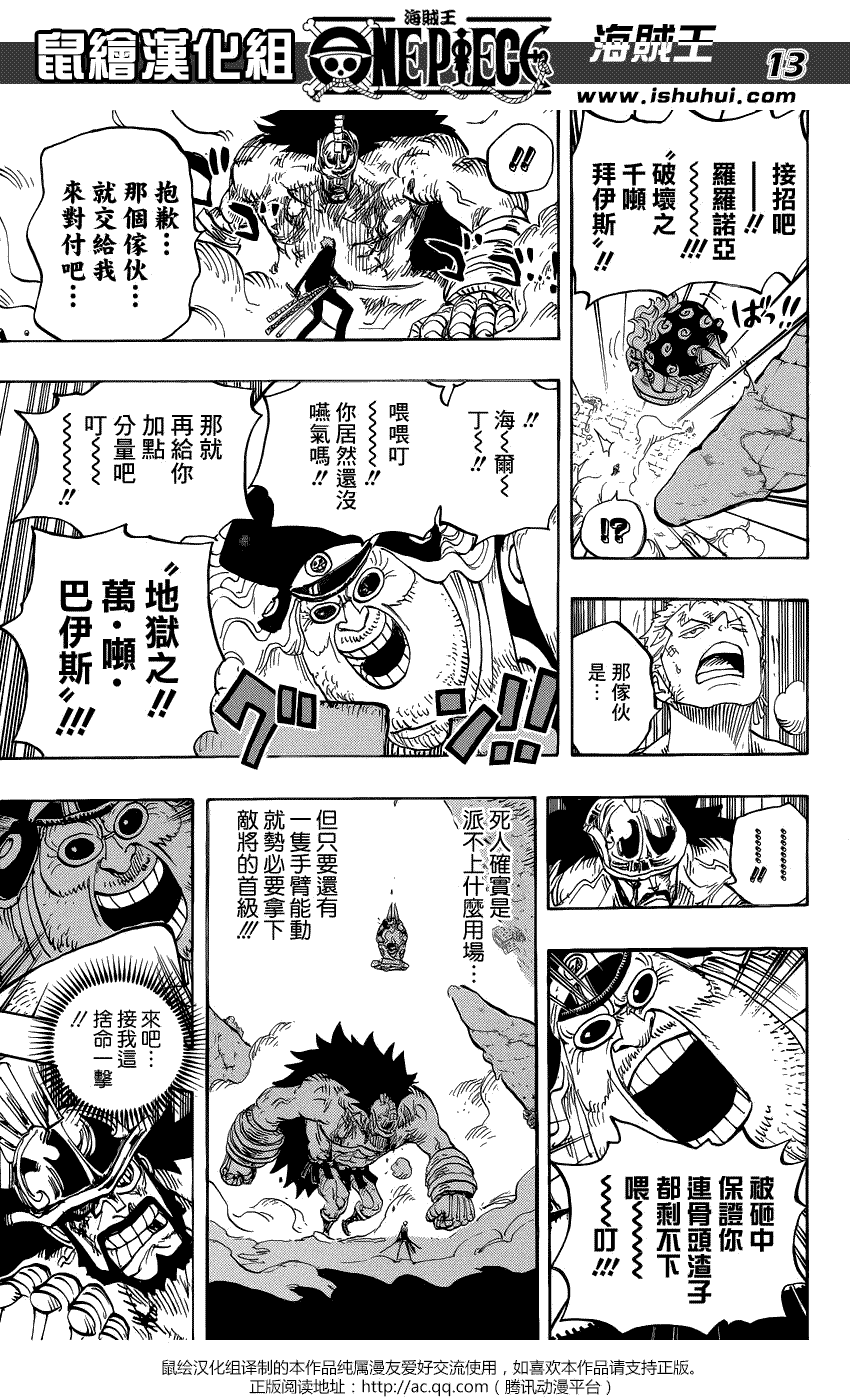 鼠繪漢化組
海賊王
ONE PIECE
海賊王
13
www.ishuhui.com
接招吧
——!!
羅羅諾亞
~~~!!!
"破壞之
千噸
拜伊斯"!!
ばっ!!
!?
!!
抱歉…
那個傢伙
就交給我
來對付吧…
那傢伙
是…
!!
海~爾~
丁~!!
喂喂叮
~~~!!
你居然還沒
嚥氣嗎!!
那就
再給你
加點
分量吧
叮~~!!
"地獄之!!
萬·噸·
巴伊斯"!!!
グン!!
………
………!!
被砸中
保證你
連骨頭渣子
都剩不下
喂~~~
~~叮!!!
死人確實是
派不上什麼用場…
但只要還有
一隻手臂能動
就勢必要拿下
敵將的首級!!!
來吧…
接我這
捨命一擊
!!
鼠绘汉化组译制的本作品纯属漫友爱好交流使用，如喜欢本作品请支持正版。
正版阅读地址：http://ac.qq.com（腾讯动漫平台）